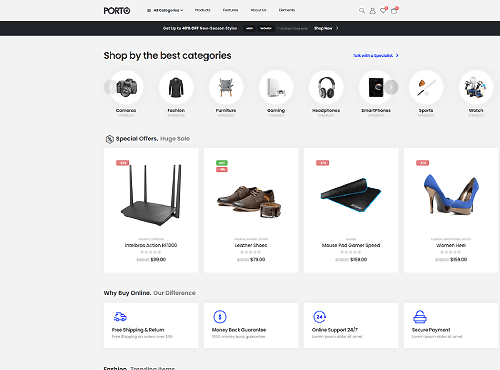 PORTO
All Categories
Products
Features
About Us
Elements
Get Up to 40% OFF New-Season Styles
MEN
WOMEN
* Limited time only.
Shop Now
Shop by the best categories
Talk with a Specialist
Cameras
Fashion
Furniture
Gaming
Headphones
SmartPhones
Sports
Watch
Special Offers. Huge Sale
Intelbras Action RF1200
$99.00
Leather Shoes
$79.00
Mouse Pad Gamer Speed
$159.00
Women Heel
$159.00
Why Buy Online. Our Difference
Free Shipping & Return
Free Shipping on orders over $99
Money Back Guarantee
100% money back guarantee
Online Support 24/7
Lorem ipsum dolor sit amet.
Secure Payment
Lorem ipsum dolor sit amet.
Fashion. Trending Items